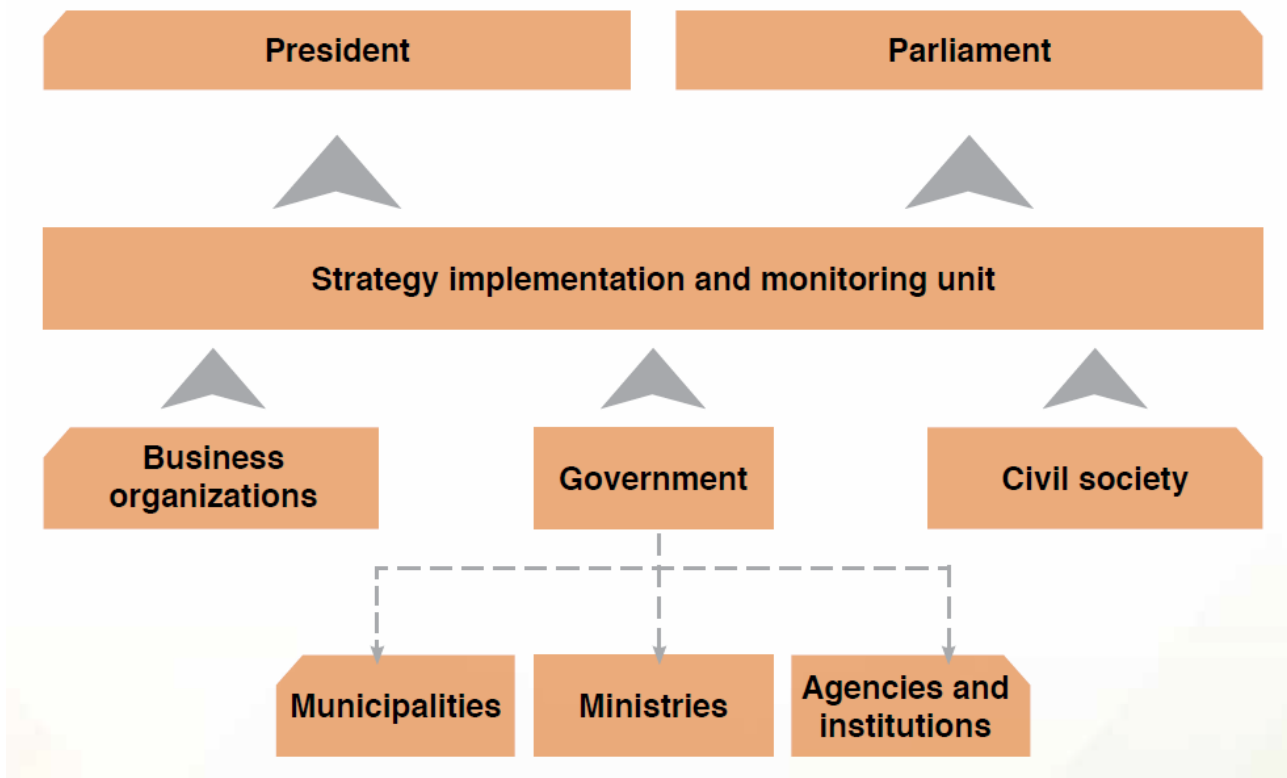 President
Parliament
Strategy implementation and monitoring unit
Business
organizations
Government
Civil society
Municipalities
Ministries
Agencies and
institutions